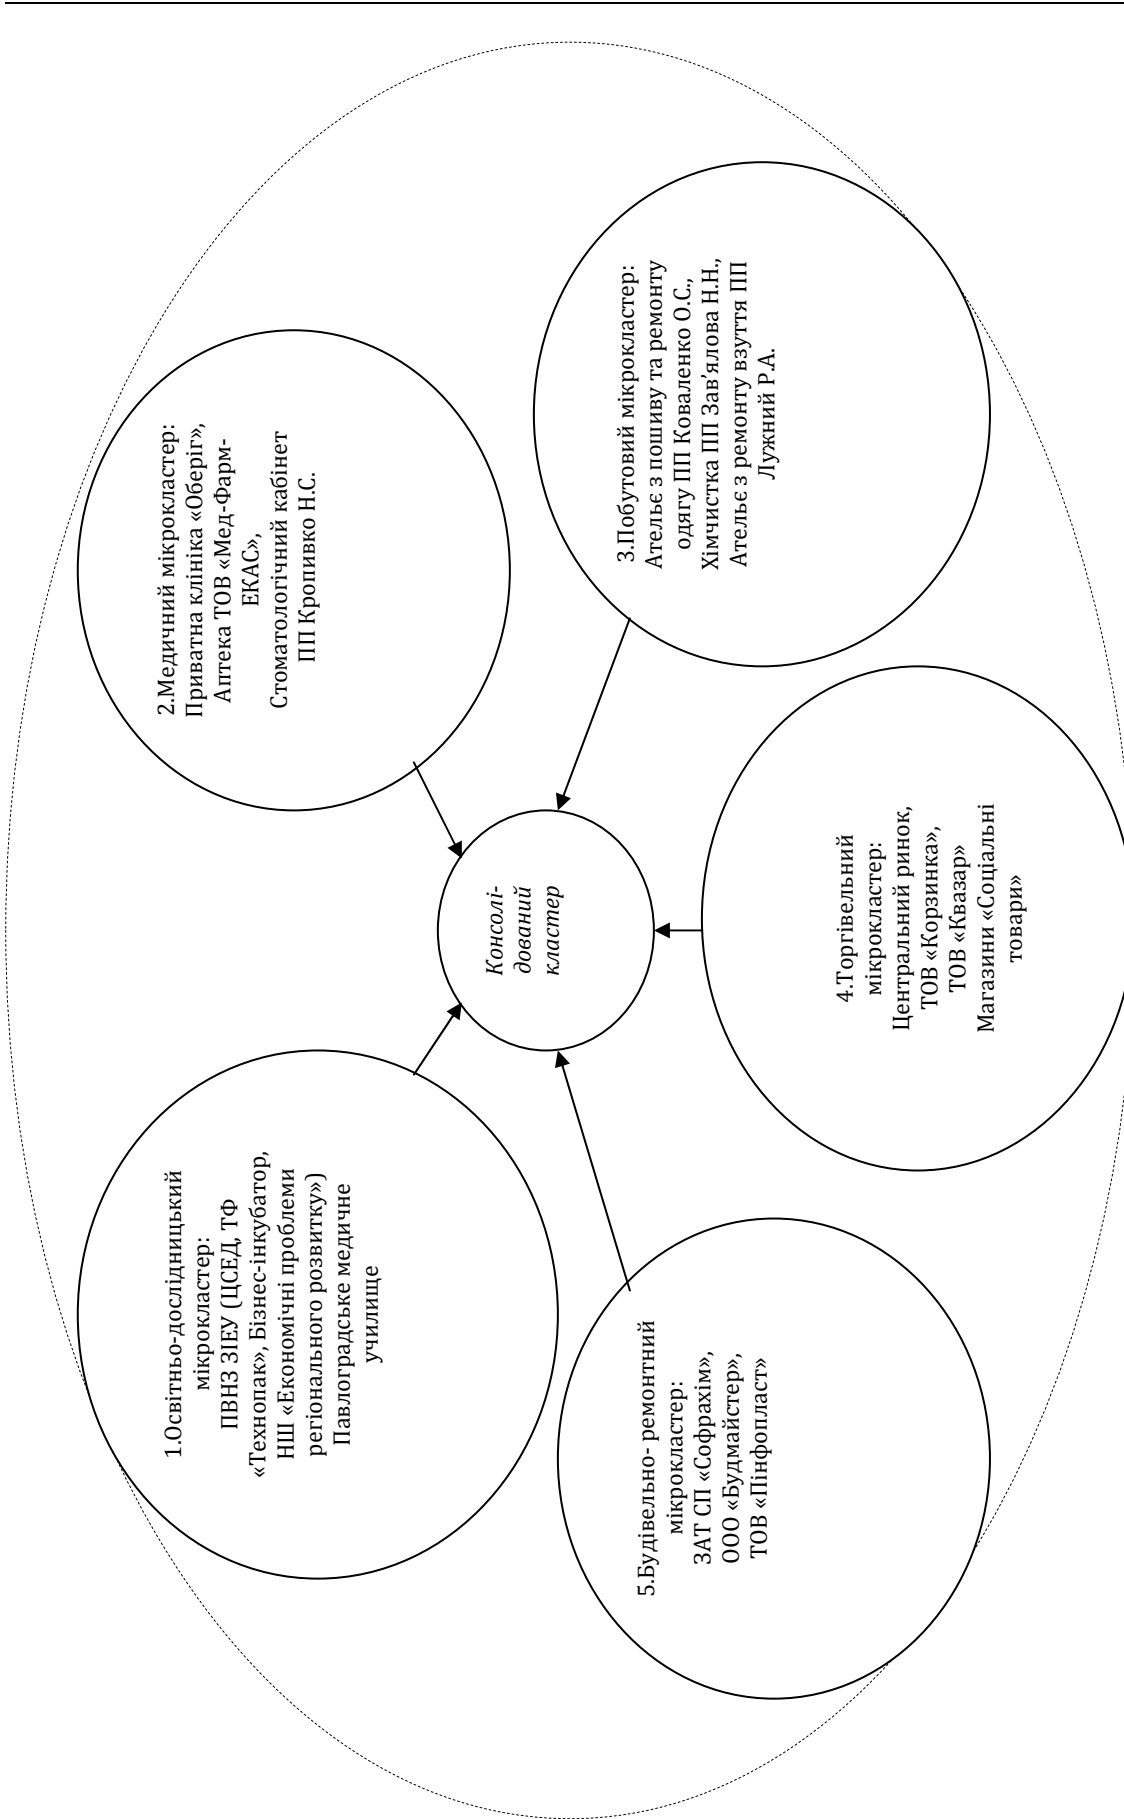 1.Освітньо-дослідницький
мікрокластер:
ПВНЗ ЗІЕУ (ЦСЕД, ТФ
«Технопак», Бізнес-інкубатор,
НШ «Економічні проблеми
регіонального розвитку»)
Павлоградське медичне
училище
2.Медичний мікрокластер:
Приватна клініка «Оберіг»,
Аптека ТОВ «Мед-Фарм-
ЕКАС»,
Стоматологічний кабінет
ПП Кропивко Н.С.
Консолі-
дований
кластер
3.Побутовий мікрокластер:
Ательє з пошиву та ремонту
одягу ПП Коваленко О.С.,
Хімчистка ПП Зав’ялова Н.Н.,
Ательє з ремонту взуття ПП
Лужний Р.А.
4.Торгівельний
мікрокластер:
Центральний ринок,
ТОВ «Корзинка»,
ТОВ «Квазар»
Магазини «Соціальні
товари»
5.Будівельно- ремонтний
мікрокластер:
ЗАТ СП «Софрахім»,
ООО «Будмайстер»,
ТОВ «Пінфопласт»